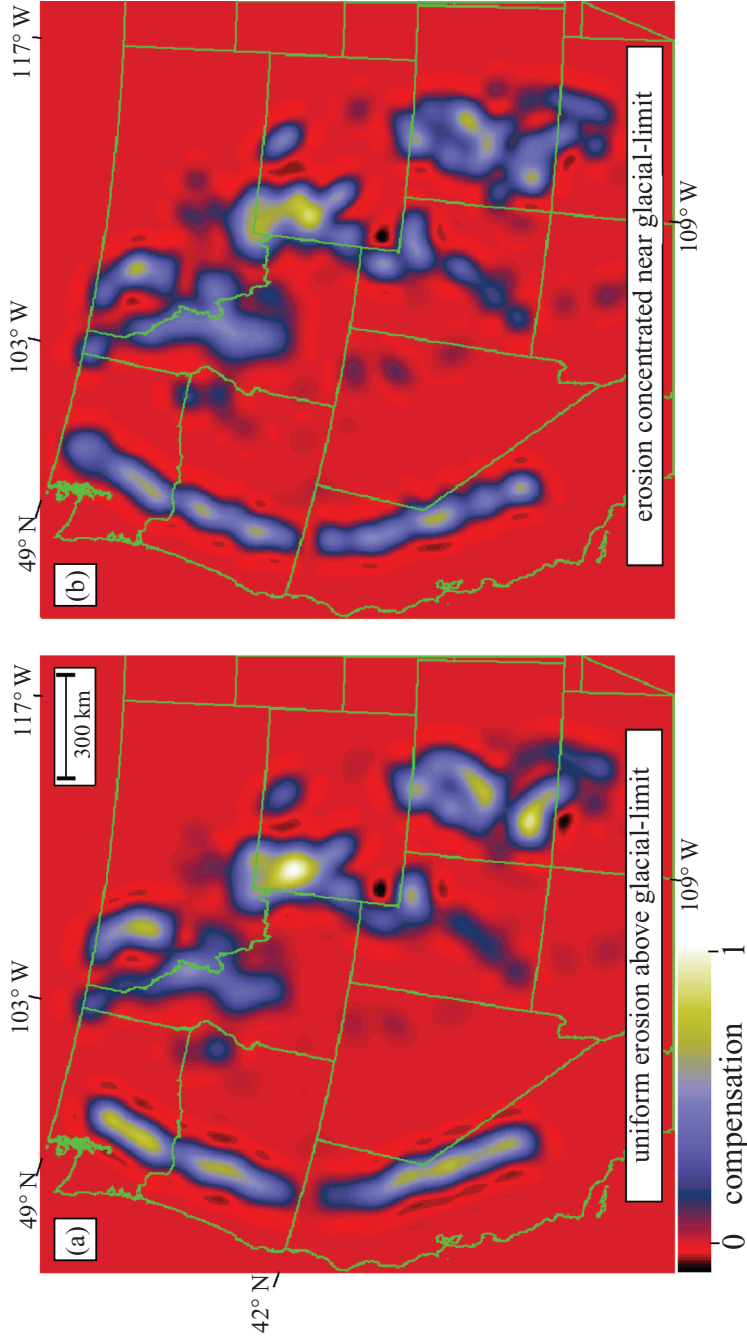 (a)
300 km
49° N
42° N
103° W
117° W
109° W
uniform erosion above glacial-limit
0 compensation 1
(b)
49° N
103° W
117° W
109° W
erosion concentrated near glacial-limit